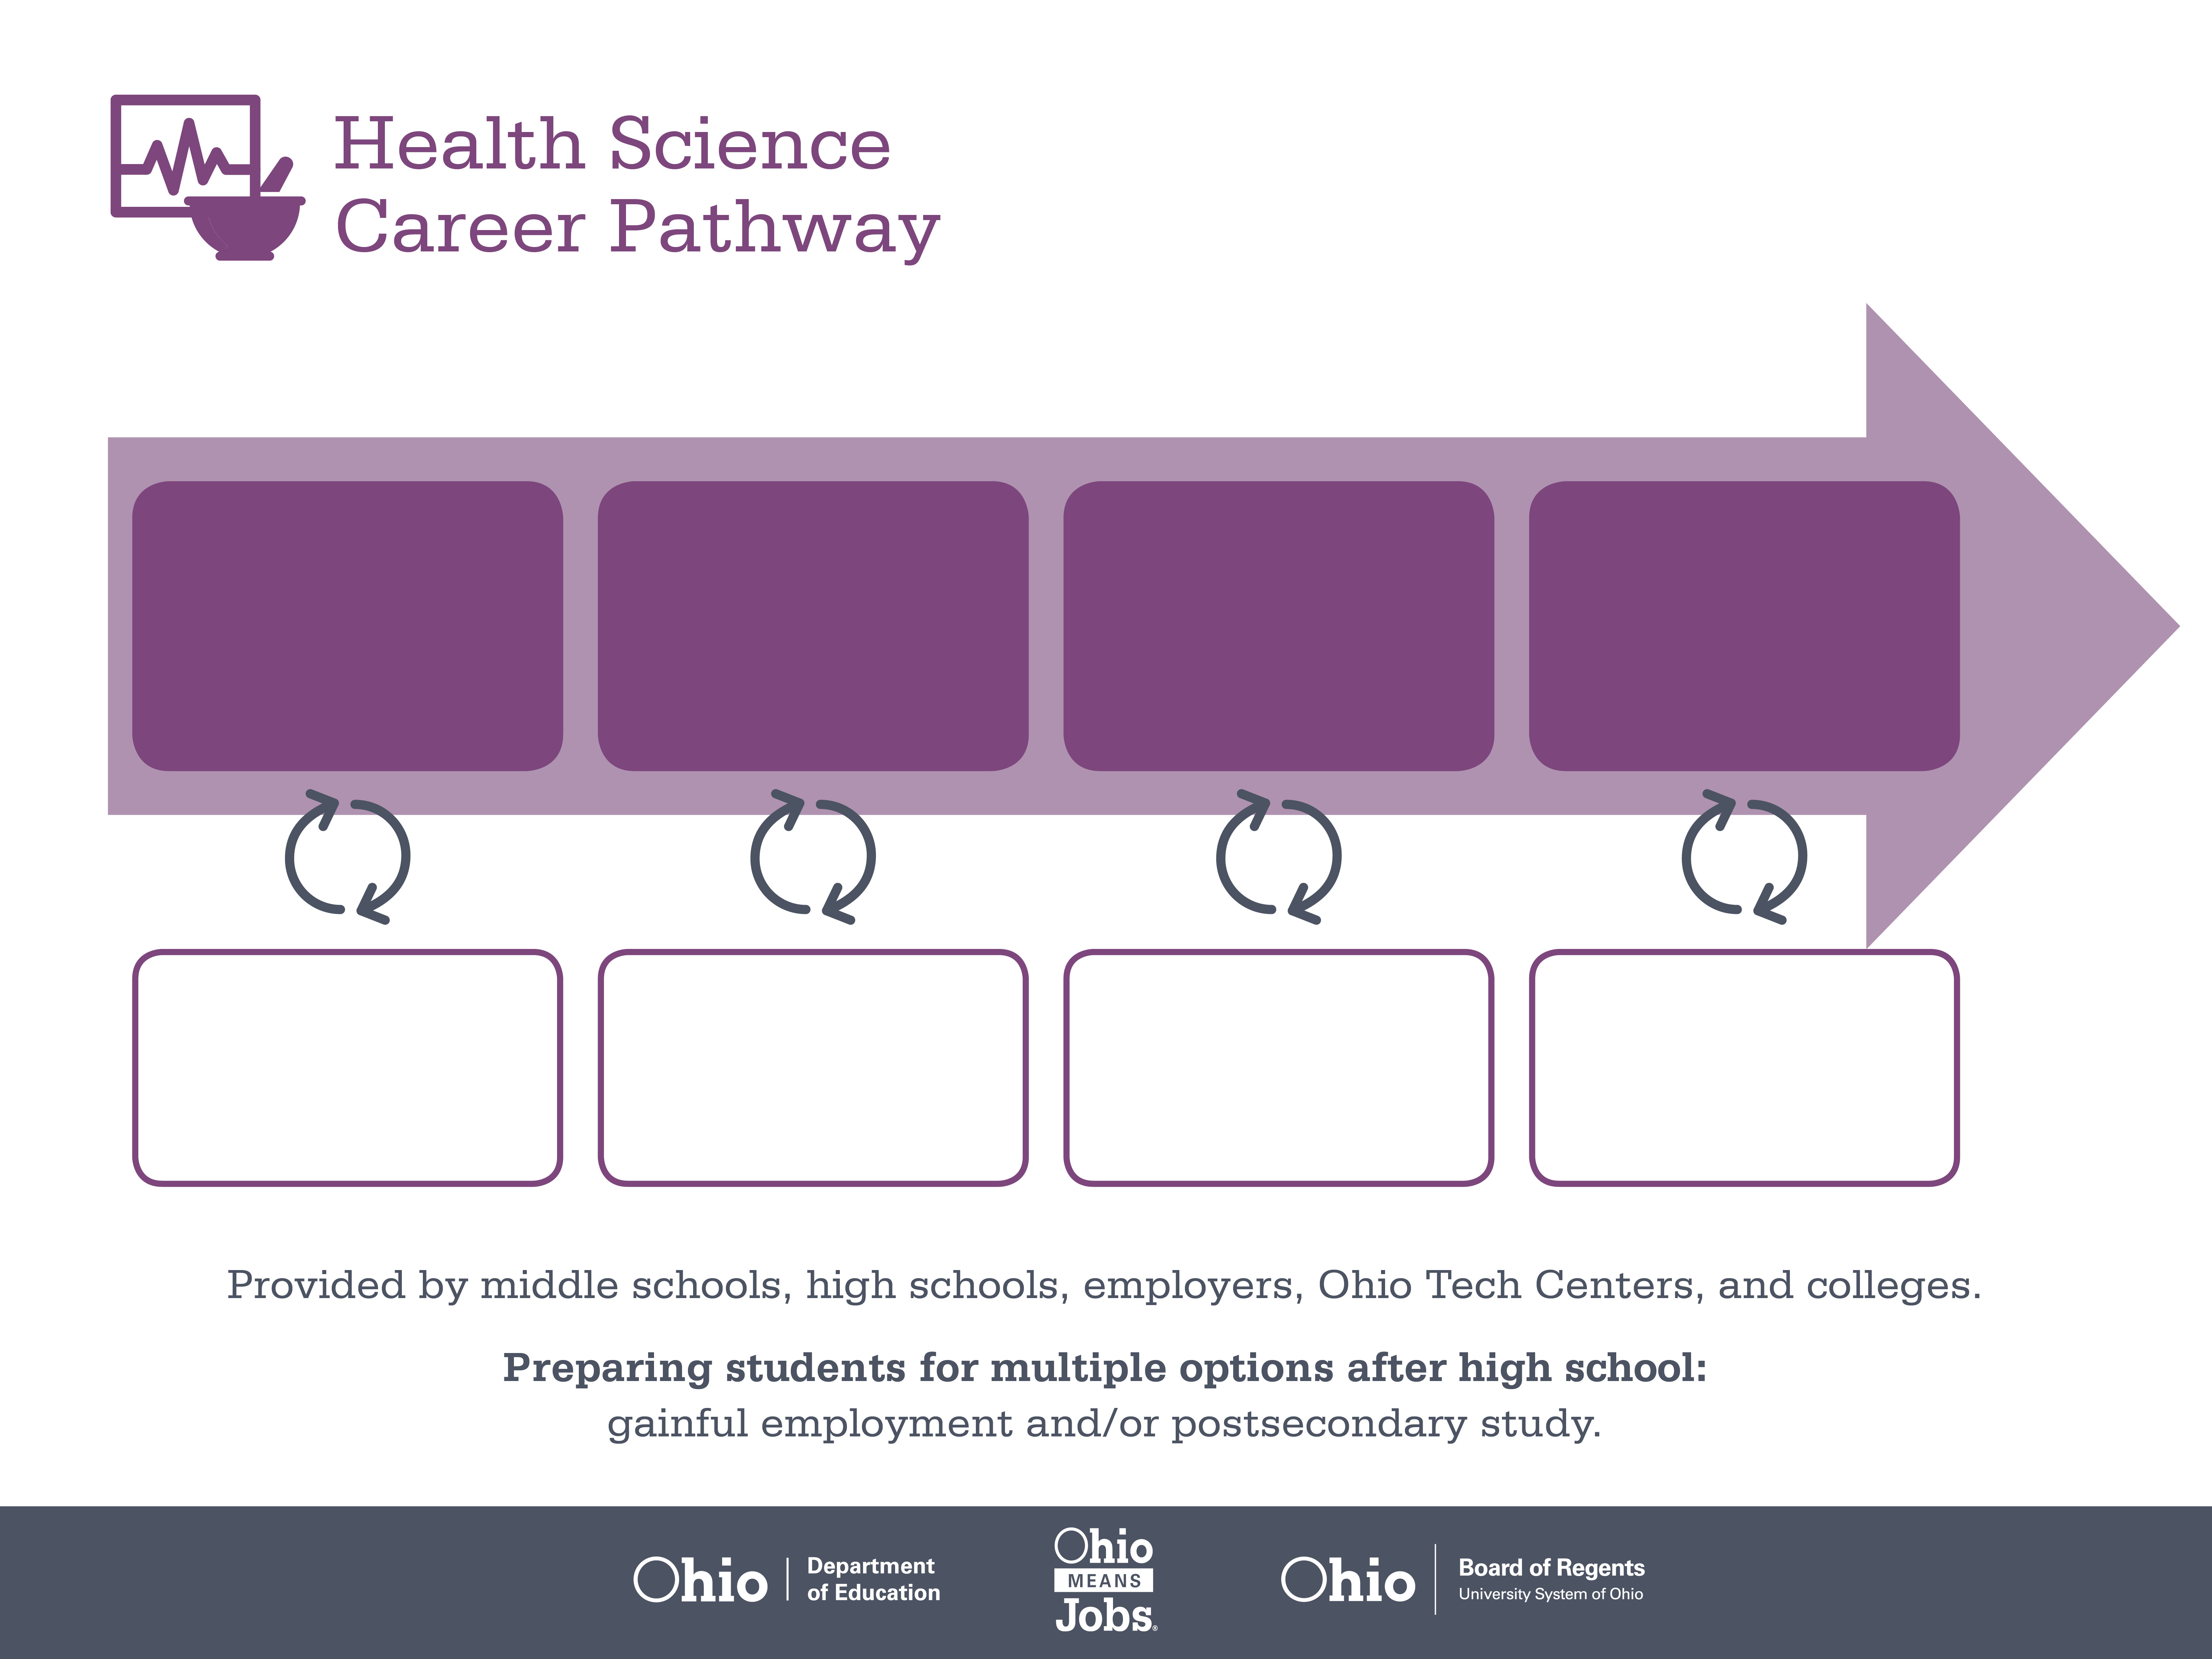 Health Science
Career Pathway
Provided by middle schools, high schools, employers, Ohio Tech Centers, and colleges.
Preparing students for multiple options after high school:
gainful employment and/or postsecondary study.
Ohio
Department
of Education
Ohio
MEANS
Jobs®
Ohio
Board of Regents
University System of Ohio